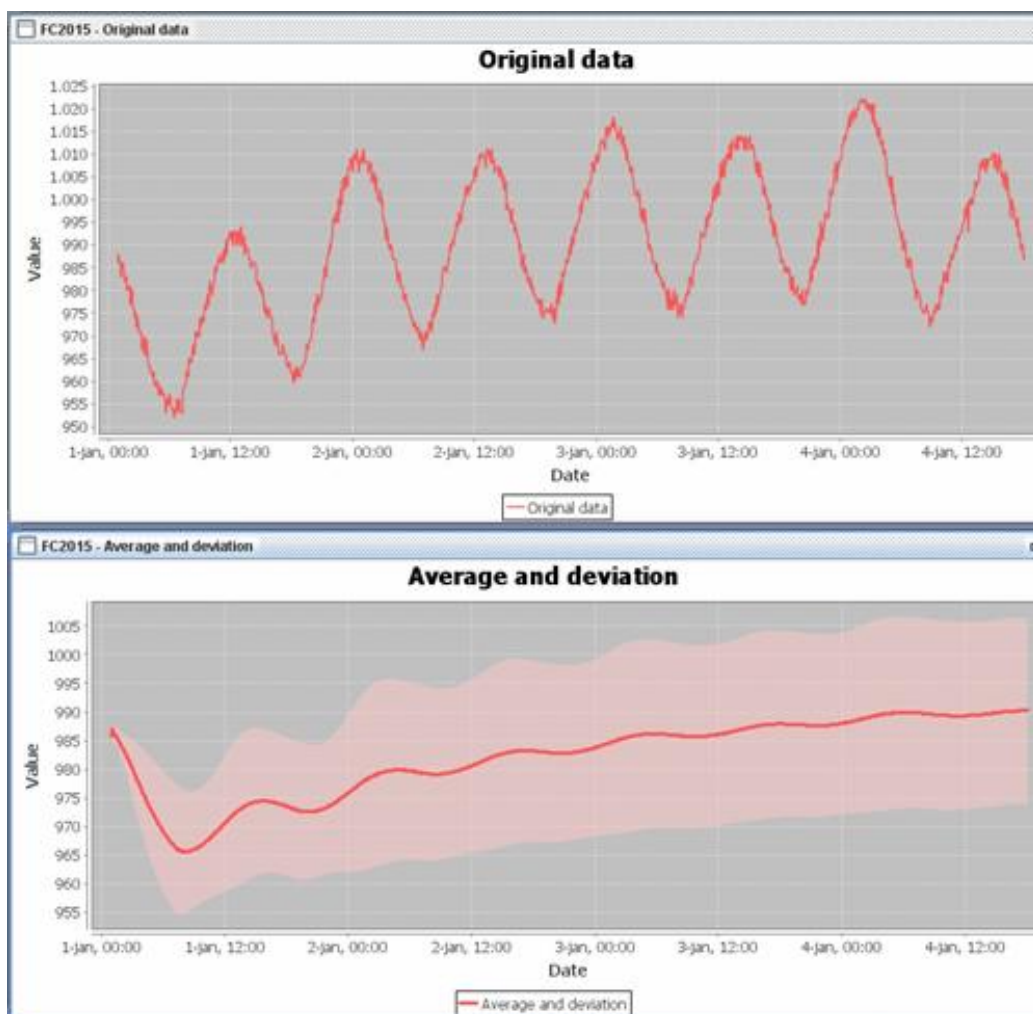 FC2015 - Original data
Original data
1.025
1.020
1.015
1.010
1.005
1.000
995
990
985
980
975
970
965
960
955
950
Value
1-jan, 00:00 1-jan, 12:00 2-jan, 00:00 2-jan, 12:00 3-jan, 00:00 3-jan, 12:00 4-jan, 00:00 4-jan, 12:00
Date
Original data
FC2015 - Average and deviation
Average and deviation
1005
1000
995
990
985
980
975
970
965
960
955
Value
1-jan, 00:00 1-jan, 12:00 2-jan, 00:00 2-jan, 12:00 3-jan, 00:00 3-jan, 12:00 4-jan, 00:00 4-jan, 12:00
Date
Average and deviation